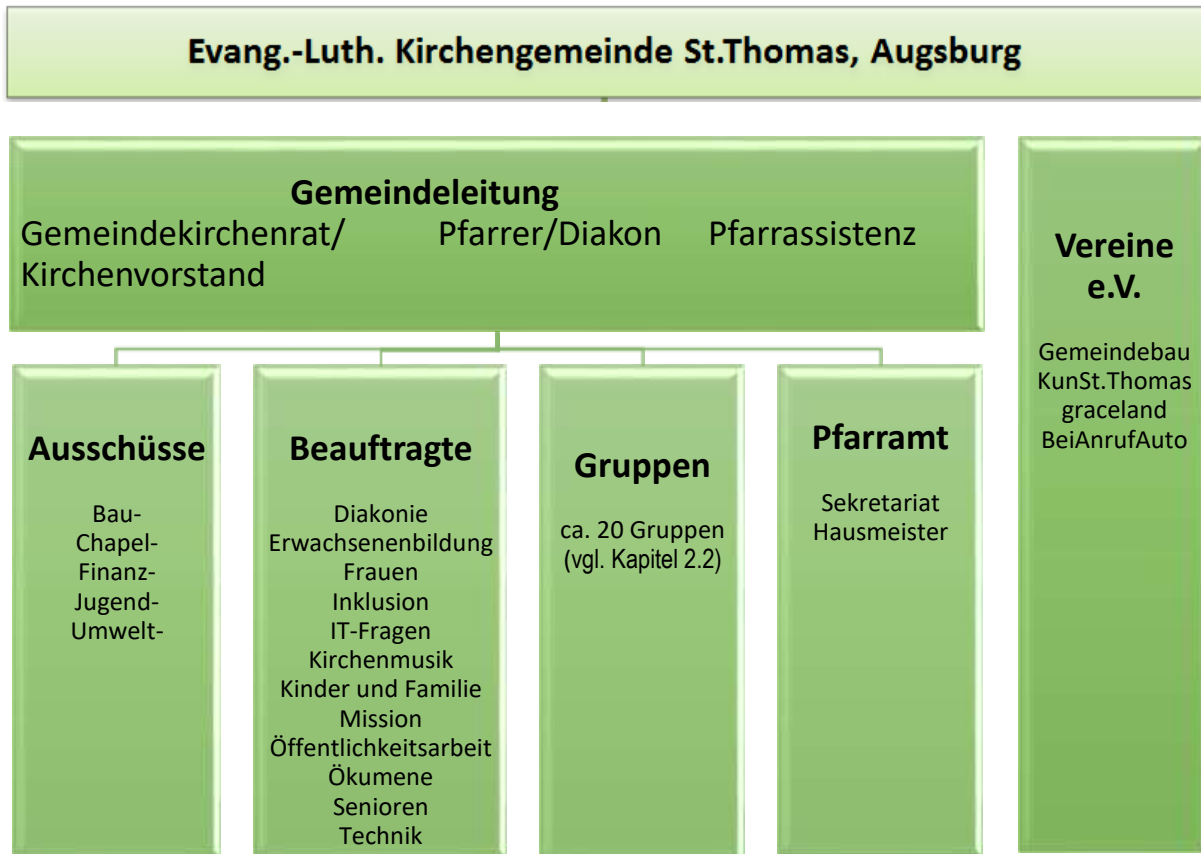 Evang.-Luth. Kirchengemeinde St.Thomas, Augsburg
Gemeindeleitung
Gemeindekirchenrat/ Pfarrer/Diakon Pfarrassistenz
Kirchenvorstand
Ausschüsse
Bau-
Chapel-
Finanz-
Jugend-
Umwelt-
Beauftragte
Diakonie
Erwachsenenbildung
Frauen
Inklusion
IT-Fragen
Kirchenmusik
Kinder und Familie
Mission
Öffentlichkeitsarbeit
Ökumene
Senioren
Technik
Gruppen
ca. 20 Gruppen
(vgl. Kapitel 2.2)
Pfarramt
Sekretariat
Hausmeister
Vereine
e.V.
Gemeindebau
KunSt.Thomas
graceland
BeiAnrufAuto